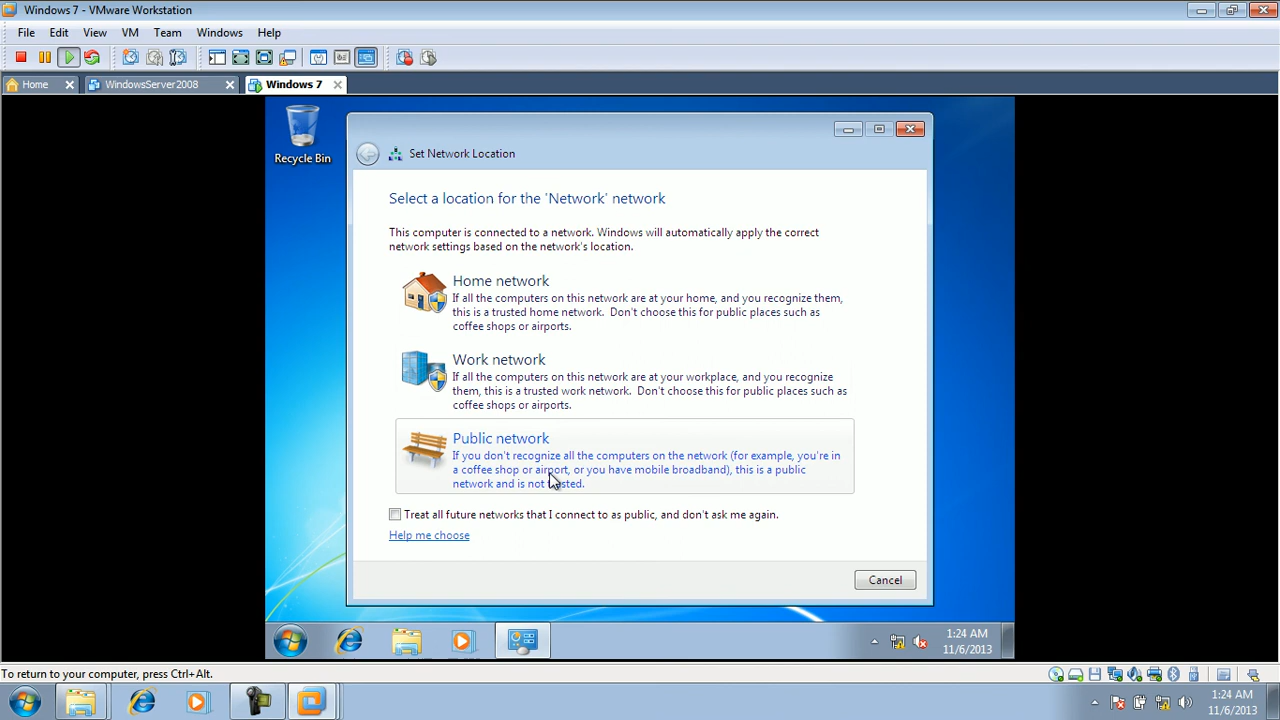 Windows 7 - VMware Workstation
File Edit View VM Team Windows Help
Home WindowsServer2008 Windows 7
Recycle Bin
Set Network Location
Select a location for the 'Network' network
This computer is connected to a network. Windows will automatically apply the correct
network settings based on the network's location.
Home network
If all the computers on this network are at your home, and you recognize them,
this is a trusted home network. Don't choose this for public places such as
coffee shops or airports.
Work network
If all the computers on this network are at your workplace, and you recognize
them, this is a trusted work network. Don't choose this for public places such as
coffee shops or airports.
Public network
If you don't recognize all the computers on the network (for example, you're in
a coffee shop or airport, or you have mobile broadband), this is a public
network and is not trusted.
Treat all future networks that I connect to as public, and don't ask me again.
Help me choose
Cancel
1:24 AM
11/6/2013
To return to your computer, press Ctrl+Alt.
1:24 AM
11/6/2013